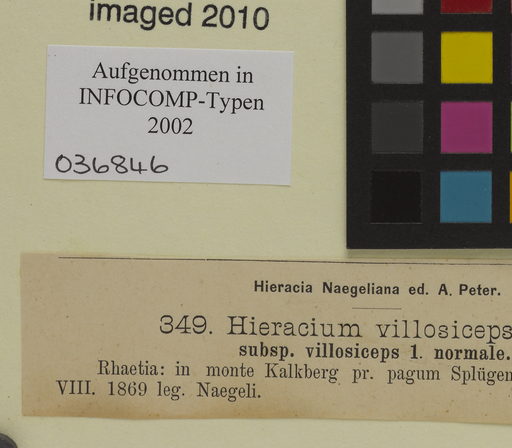 imaged 2010
Aufgenommen in
INFOCOMP-Typen
2002
036846
Hieracia Naegeliana ed. A. Peter.
349. Hieracium villosiceps
subsp. villosiceps 1. normale.
Rhaetia: in monte Kalkberg pr. pagum Splügen
VIII. 1869 leg. Naegeli.